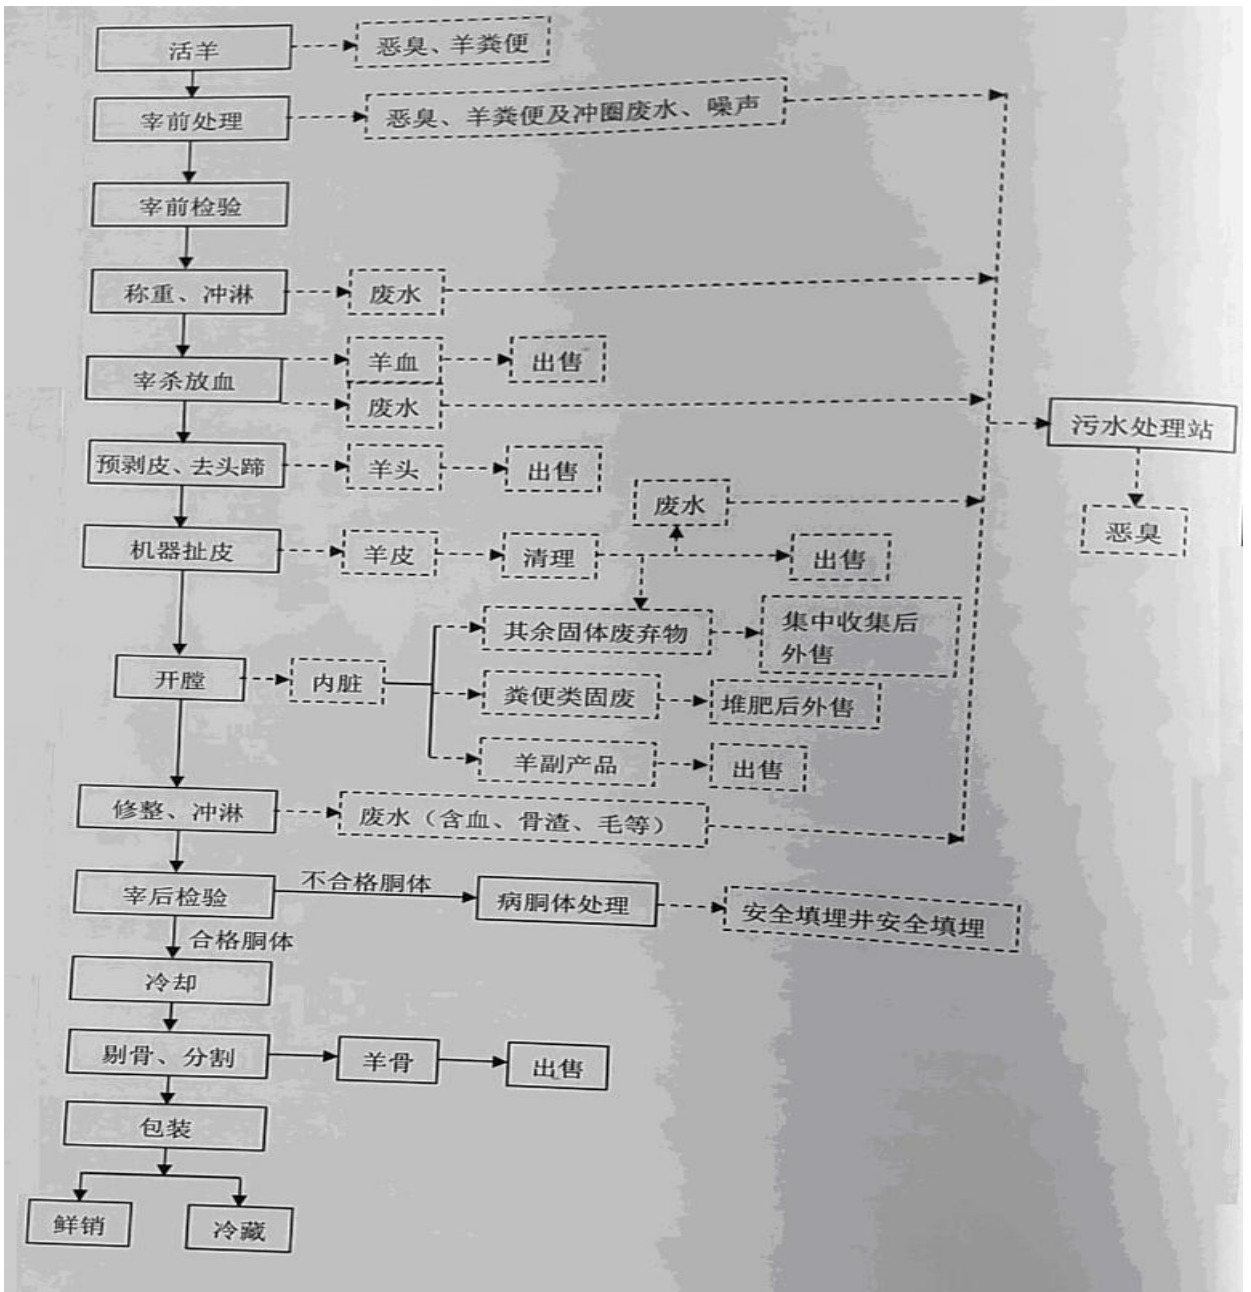 活羊
恶臭、羊粪便
宰前处理
恶臭、羊粪便及冲圈废水、噪声
宰前检验
称重、冲淋
废水
宰杀放血
羊血
出售
废水
污水处理站
恶臭
预剥皮、去头蹄
羊头
出售
废水
机器扯皮
羊皮
清理
出售
其余固体废弃物
集中收集后
外售
开膛
内脏
粪便类固废
堆肥后外售
羊副产品
出售
修整、冲淋
废水（含血、骨渣、毛等）
宰后检验
不合格胴体
病胴体处理
安全填埋井安全填埋
合格胴体
冷却
剔骨、分割
羊骨
出售
包装
鲜销
冷藏